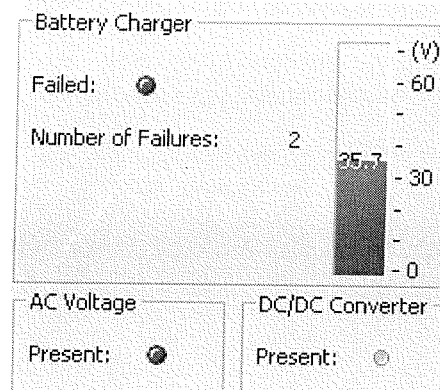 Battery Charger
- (V)
Failed:
- 60
-
Number of Failures: 2
-
35.7
- 30
-
-
- 0
AC Voltage
DC/DC Converter
Present:
Present: